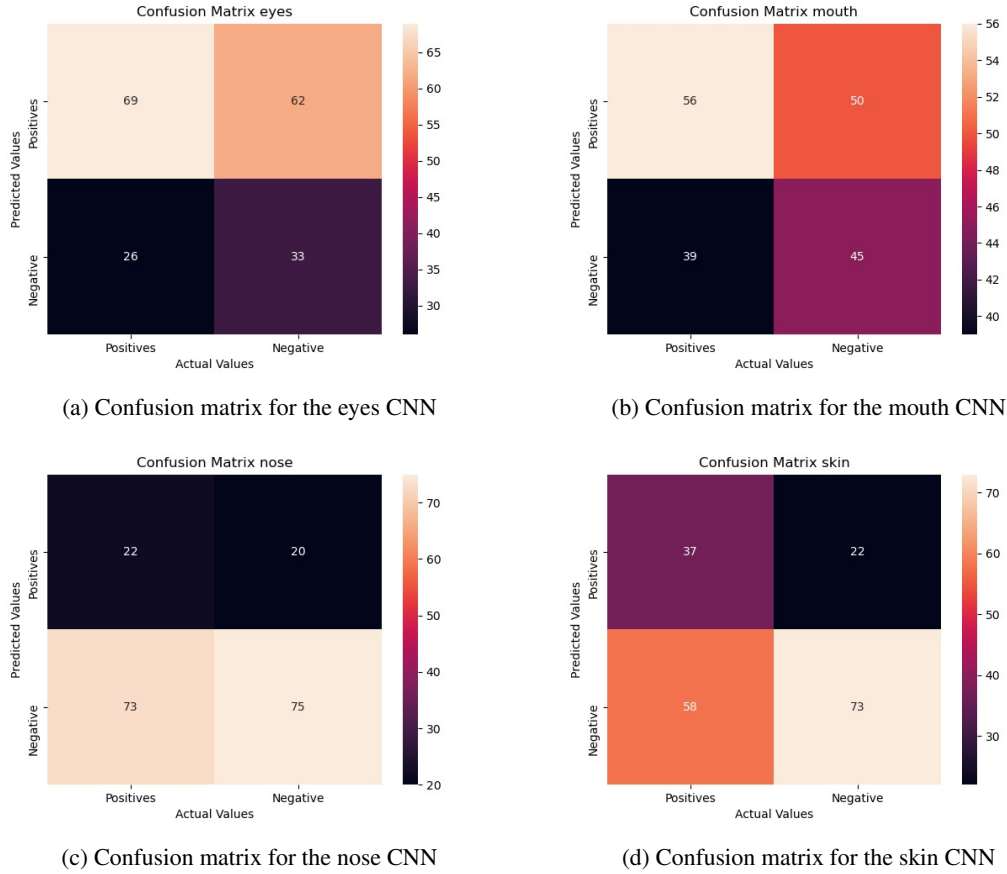 Confusion Matrix eyes
Positives
Negative
Predicted Values
69 62
26 33
Positives Negative
Actual Values
65
60
55
50
45
40
35
30
(a) Confusion matrix for the eyes CNN
Confusion Matrix mouth
Positives
Negative
Predicted Values
56 50
39 45
Positives Negative
Actual Values
56
54
52
50
48
46
44
42
40
(b) Confusion matrix for the mouth CNN
Confusion Matrix nose
Positives
Negative
Predicted Values
22 20
73 75
Positives Negative
Actual Values
70
60
50
40
30
20
(c) Confusion matrix for the nose CNN
Confusion Matrix skin
Positives
Negative
Predicted Values
37 22
58 73
Positives Negative
Actual Values
70
60
50
40
30
(d) Confusion matrix for the skin CNN